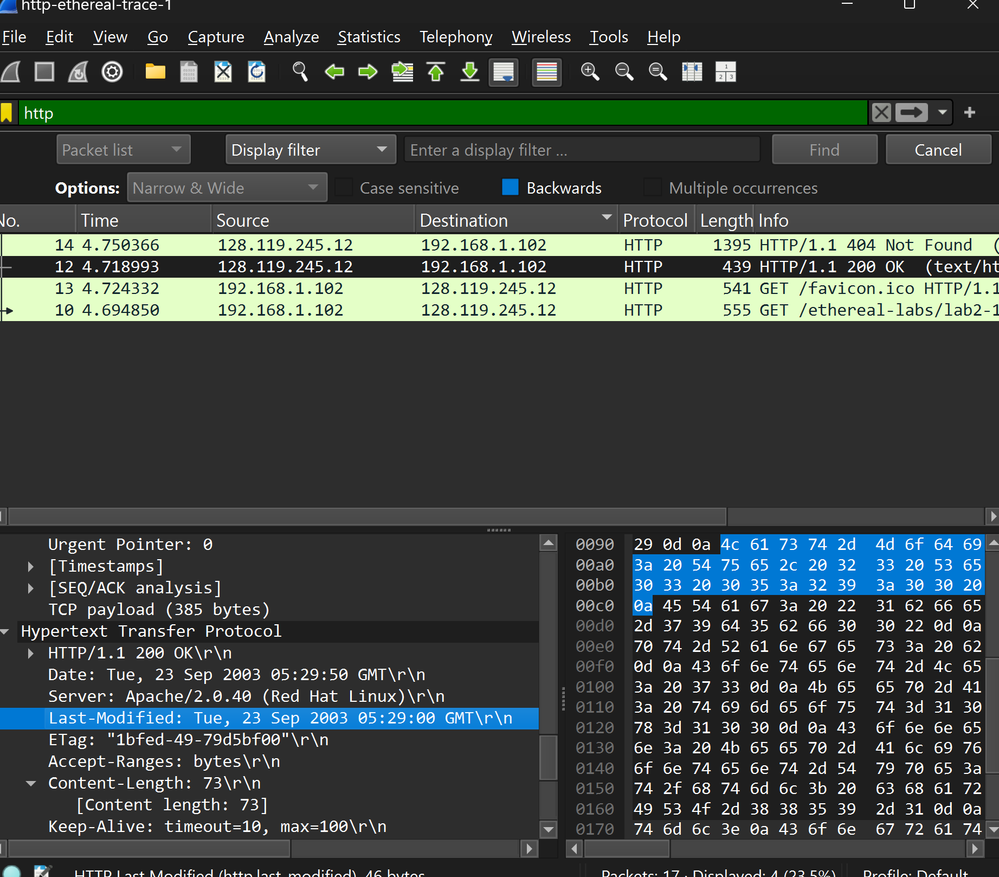 http-ethereal-trace-1
File Edit View Go Capture Analyze Statistics Telephony Wireless Tools Help
http
Packet list Display filter Enter a display filter ... Find Cancel
Options: Narrow & Wide Case sensitive Backwards Multiple occurrences
No. Time Source Destination Protocol Length Info
14 4.750366 128.119.245.12 192.168.1.102 HTTP 1395 HTTP/1.1 404 Not Found (
12 4.718993 128.119.245.12 192.168.1.102 HTTP 439 HTTP/1.1 200 OK (text/ht
13 4.724332 192.168.1.102 128.119.245.12 HTTP 541 GET /favicon.ico HTTP/1.1
10 4.694850 192.168.1.102 128.119.245.12 HTTP 555 GET /ethereal-labs/lab2-1
Urgent Pointer: 0
[Timestamps]
[SEQ/ACK analysis]
TCP payload (385 bytes)
Hypertext Transfer Protocol
HTTP/1.1 200 OK\r\n
Date: Tue, 23 Sep 2003 05:29:50 GMT\r\n
Server: Apache/2.0.40 (Red Hat Linux)\r\n
Last-Modified: Tue, 23 Sep 2003 05:29:00 GMT\r\n
ETag: "1bfed-49-79d5bf00"\r\n
Accept-Ranges: bytes\r\n
Content-Length: 73\r\n
[Content length: 73]
Keep-Alive: timeout=10, max=100\r\n
0090 29 0d 0a 4c 61 73 74 2d 4d 6f 64 69
00a0 3a 20 54 75 65 2c 20 32 33 20 53 65
00b0 30 33 20 30 35 3a 32 39 3a 30 30 20
00c0 0a 45 54 61 67 3a 20 22 31 62 66 65
00d0 2d 37 39 64 35 62 66 30 30 22 0d 0a
00e0 70 74 2d 52 61 6e 67 65 73 3a 20 62
00f0 0d 0a 43 6f 6e 74 65 6e 74 2d 4c 65
0100 3a 20 37 33 0d 0a 4b 65 65 70 2d 41
0110 3a 20 74 69 6d 65 6f 75 74 3d 31 30
0120 78 3d 31 30 30 0d 0a 43 6f 6e 6e 65
0130 6e 3a 20 4b 65 65 70 2d 41 6c 69 76
0140 6f 6e 74 65 6e 74 2d 54 79 70 65 3a
0150 74 2f 68 74 6d 6c 3b 20 63 68 61 72
0160 49 53 4f 2d 38 38 35 39 2d 31 0d 0a
0170 74 6d 6c 3e 0a 43 6f 6e 67 72 61 74
HTTP Last Modified (http.last_modified), 46 bytes Packets: 17 · Displayed: 4 (23.5%) Profile: Default